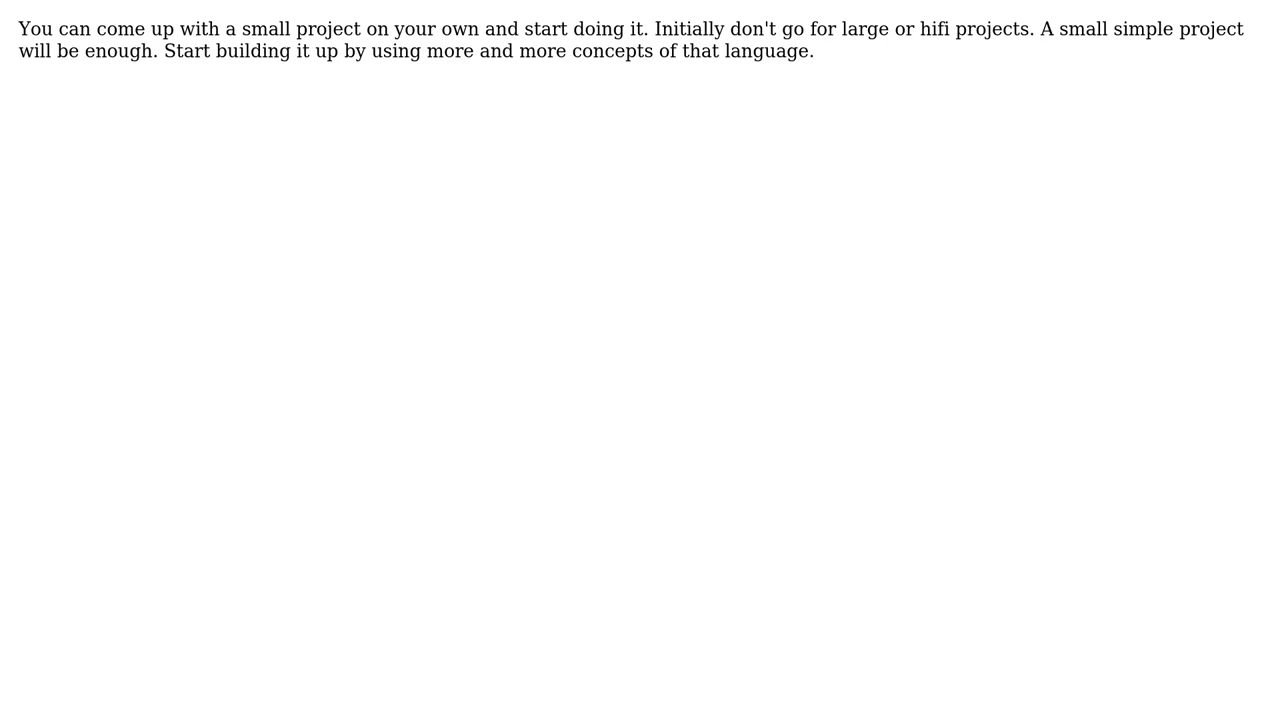 You can come up with a small project on your own and start doing it. Initially don't go for large or hifi projects. A small simple project
will be enough. Start building it up by using more and more concepts of that language.